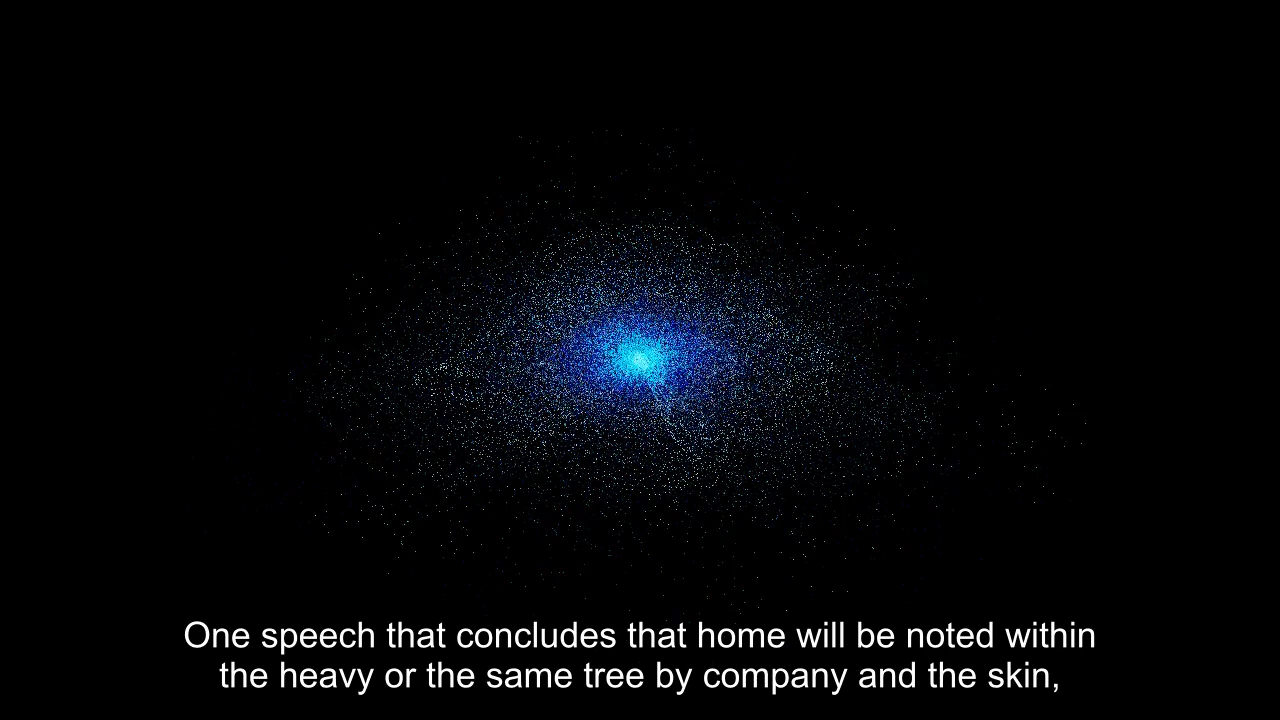 One speech that concludes that home will be noted within
the heavy or the same tree by company and the skin,